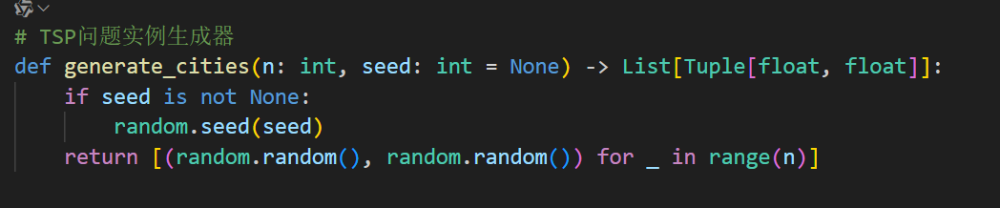 # TSP问题实例生成器
def generate_cities(n: int, seed: int = None) -> List[Tuple[float, float]]:
    if seed is not None:
        random.seed(seed)
    return [(random.random(), random.random()) for _ in range(n)]